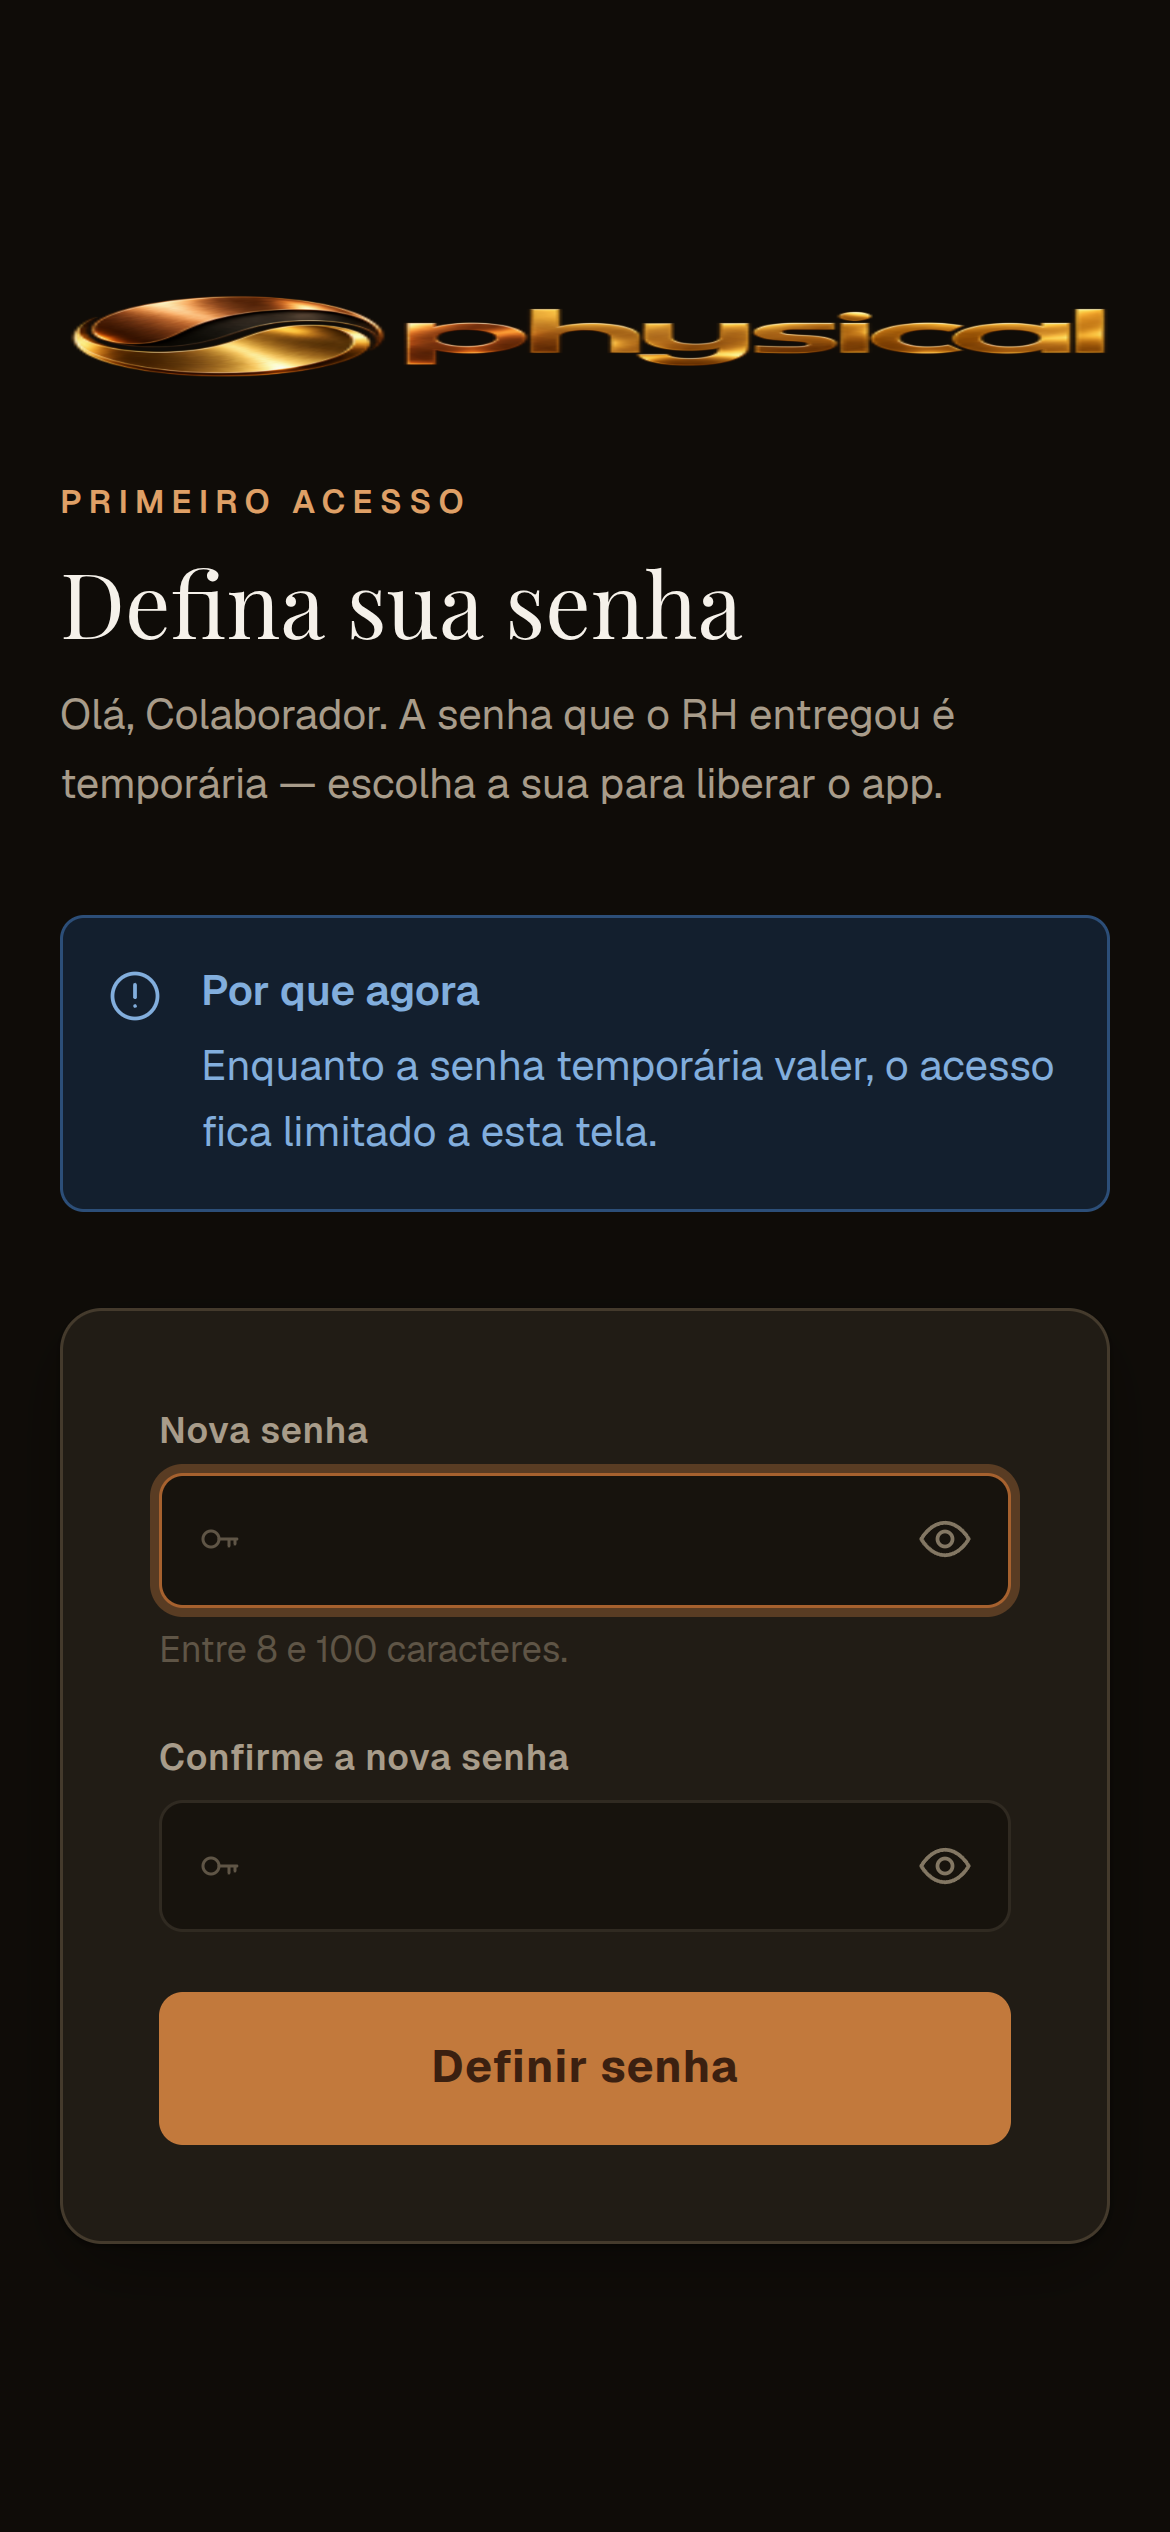 physical
PRIMEIRO ACESSO
Defina sua senha
Olá, Colaborador. A senha que o RH entregou é
temporária — escolha a sua para liberar o app.
Por que agora
Enquanto a senha temporária valer, o acesso
fica limitado a esta tela.
Nova senha
Entre 8 e 100 caracteres.
Confirme a nova senha
Definir senha